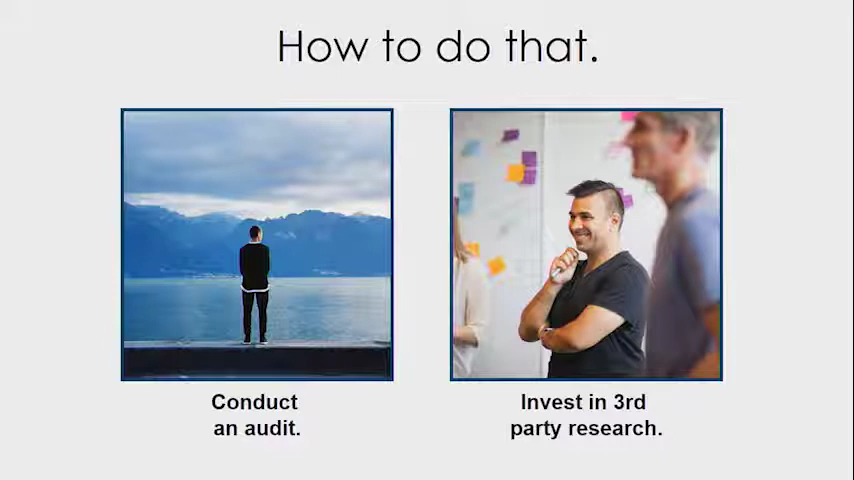 How to do that.
Conduct
an audit.
Invest in 3rd
party research.